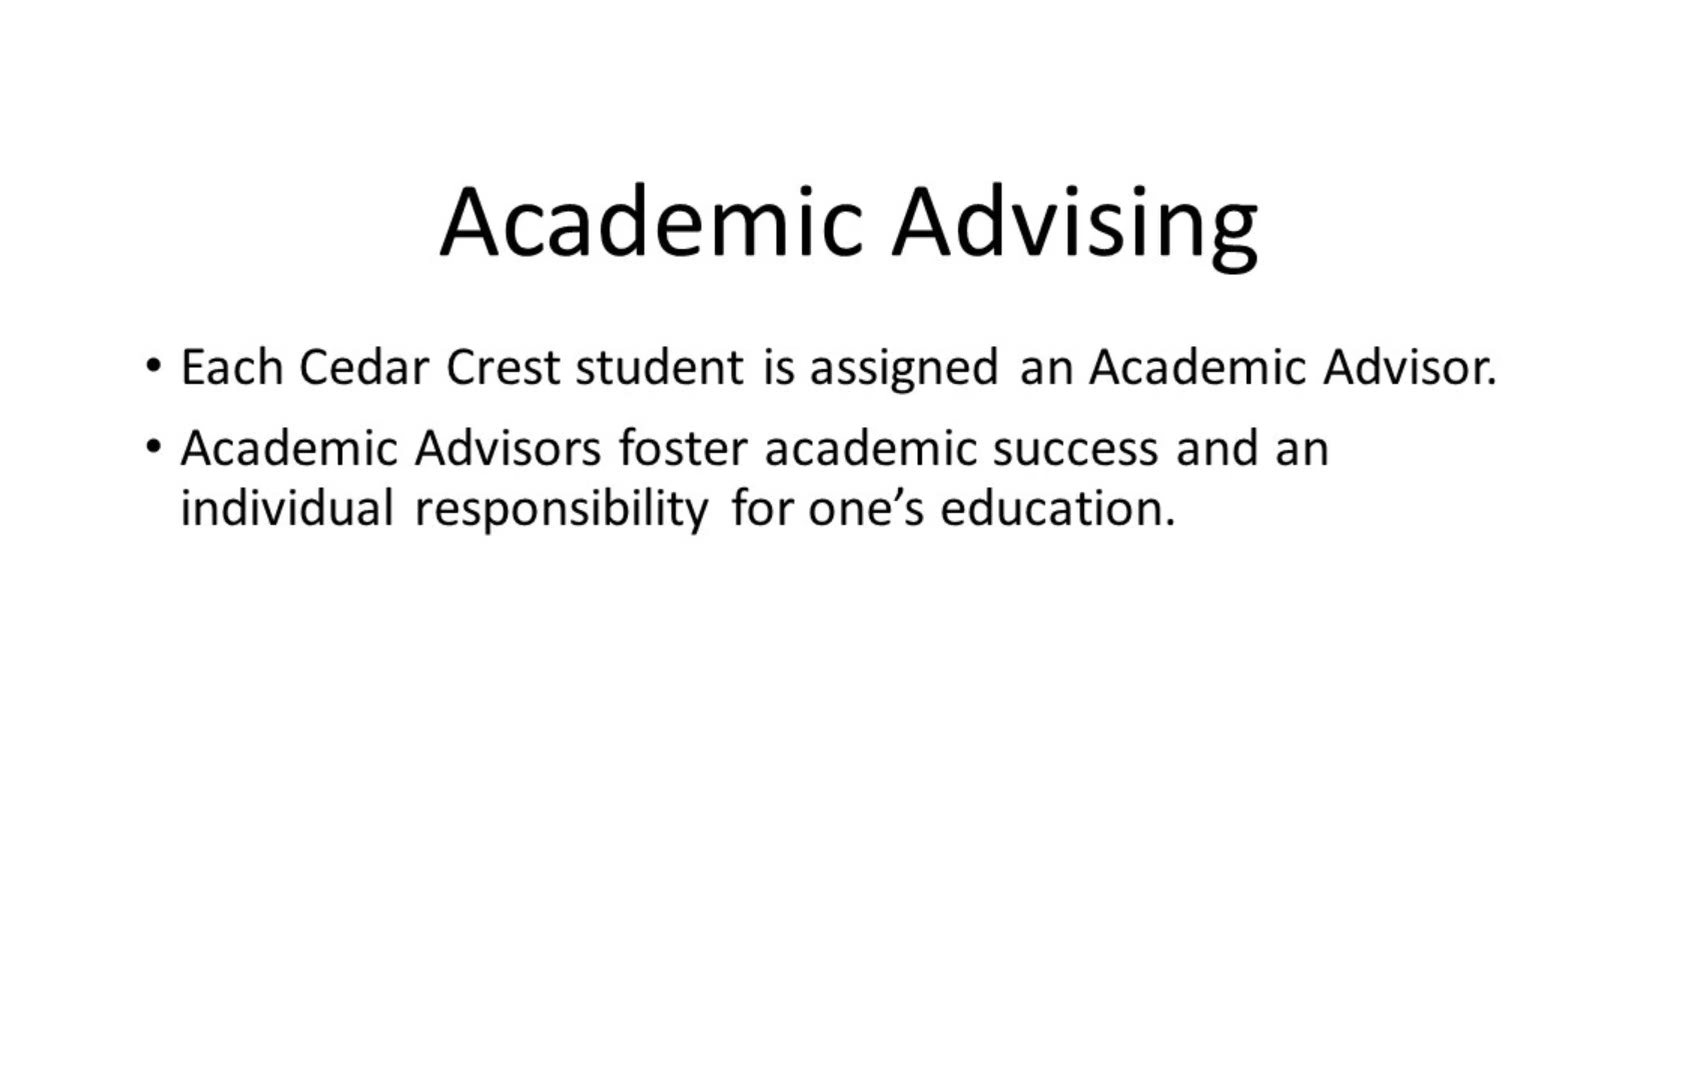 Academic Advising
• Each Cedar Crest student is assigned an Academic Advisor.
• Academic Advisors foster academic success and an
individual responsibility for one’s education.